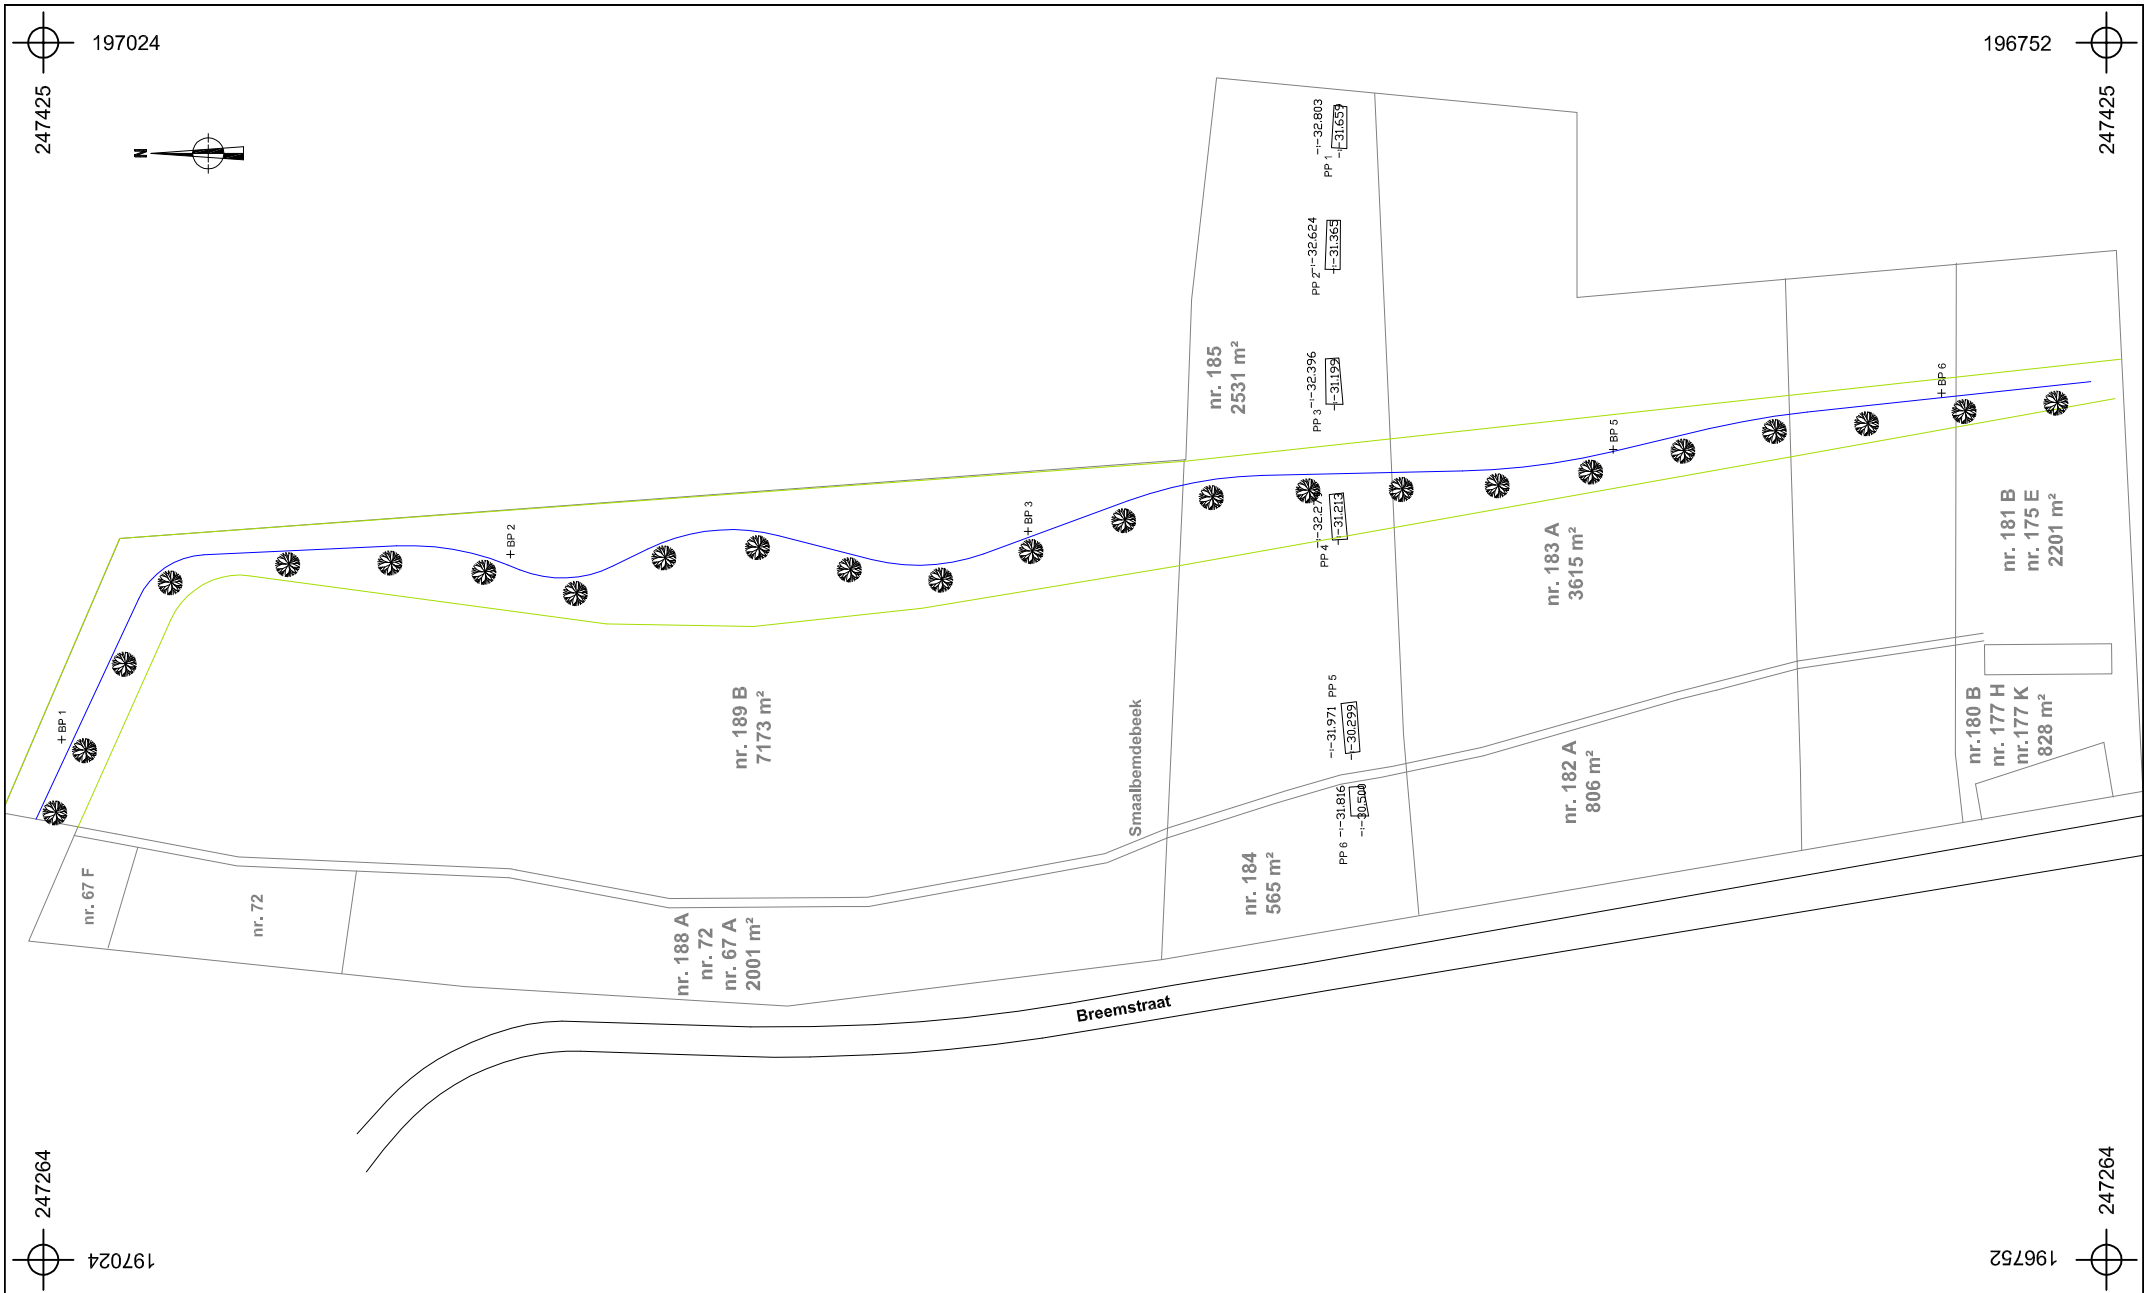 197024
196752
247425
247425
N
-32.803
-31.659
PP 1
-32.624
-31.365
PP 2
-32.396
-31.199
PP 3
nr. 185
2531 m²
BP 6
BP 5
BP 3
BP 2
-31.213
PP 4
nr. 183 A
3615 m²
nr. 181 B
nr. 175 E
2201 m²
BP 1
nr. 189 B
7173 m²
Smaalbemdebeek
PP 5
-31.971
-30.299
nr.180 B
nr. 177 H
nr.177 K
828 m²
nr. 182 A
806 m²
-31.816
-30.500
PP 6
nr. 184
565 m²
nr. 67 F
nr. 72
nr. 188 A
nr. 72
nr. 67 A
2001 m²
Breemstraat
247264
247264
197024
196752